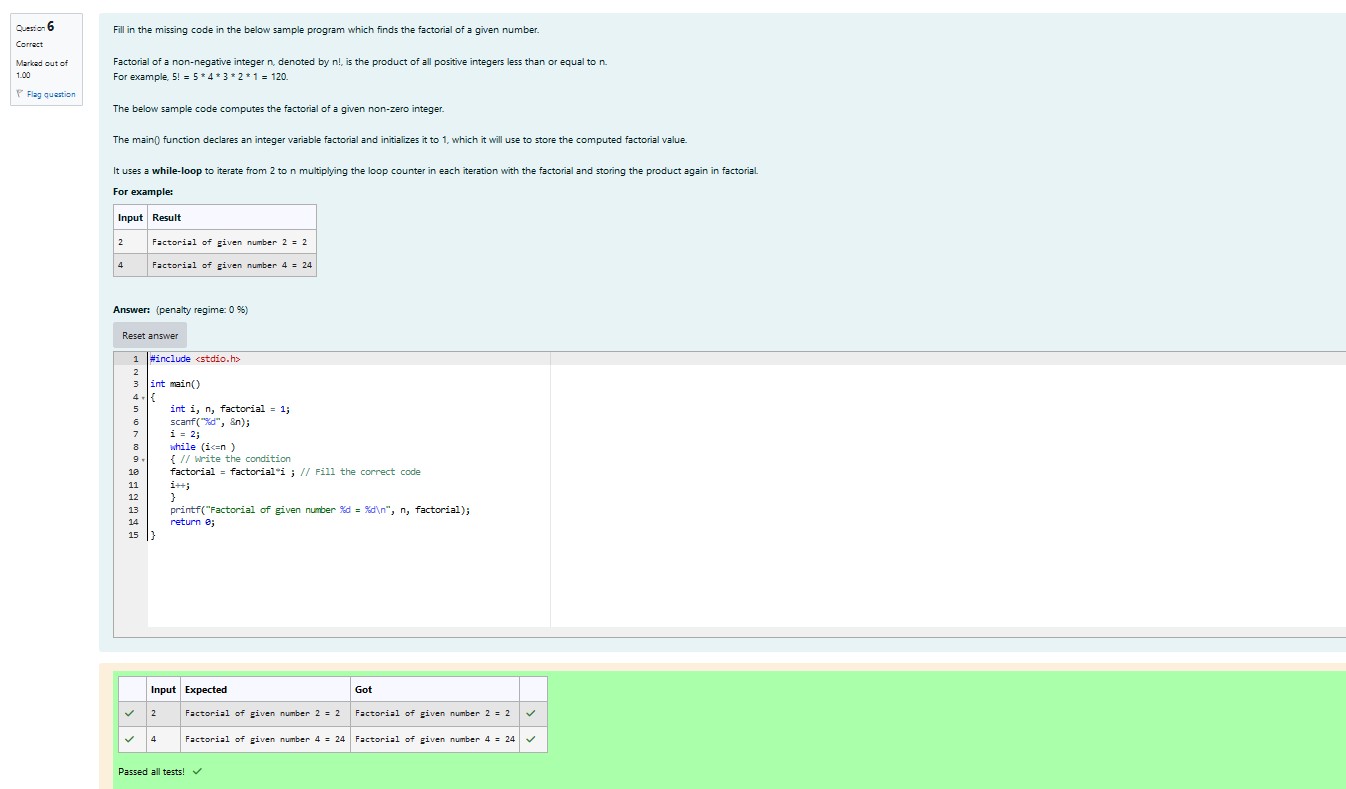 Question 6
Correct
Marked out of
1.00
Flag question
Fill in the missing code in the below sample program which finds the factorial of a given number.
Factorial of a non-negative integer n, denoted by n!, is the product of all positive integers less than or equal to n.
For example, 5! = 5 * 4 * 3 * 2 * 1 = 120.
The below sample code computes the factorial of a given non-zero integer.
The main() function declares an integer variable factorial and initializes it to 1, which it will use to store the computed factorial value.
It uses a while-loop to iterate from 2 to n multiplying the loop counter in each iteration with the factorial and storing the product again in factorial.
For example:
Input Result
2 Factorial of given number 2 = 2
4 Factorial of given number 4 = 24
Answer: (penalty regime: 0 %)
Reset answer
1 #include <stdio.h>
2
3 int main()
4 {
5 int i, n, factorial = 1;
6 scanf("%d", &n);
7 i = 2;
8 while (i<=n )
9 { // Write the condition
10 factorial = factorial*i ; // Fill the correct code
11 i++;
12 }
13 printf("Factorial of given number %d = %d\n", n, factorial);
14 return 0;
15 }
Input Expected Got
2 Factorial of given number 2 = 2 Factorial of given number 2 = 2
4 Factorial of given number 4 = 24 Factorial of given number 4 = 24
Passed all tests!